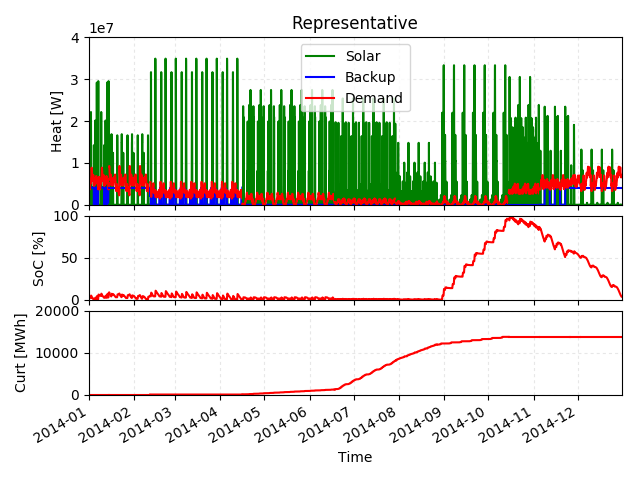 Representative
1e7
4
3
2
1
0
Heat [W]
Solar
Backup
Demand
100
50
0
SoC [%]
20000
10000
0
Curt [MWh]
2014-01
2014-02
2014-03
2014-04
2014-05
2014-06
2014-07
2014-08
2014-09
2014-10
2014-11
2014-12
Time